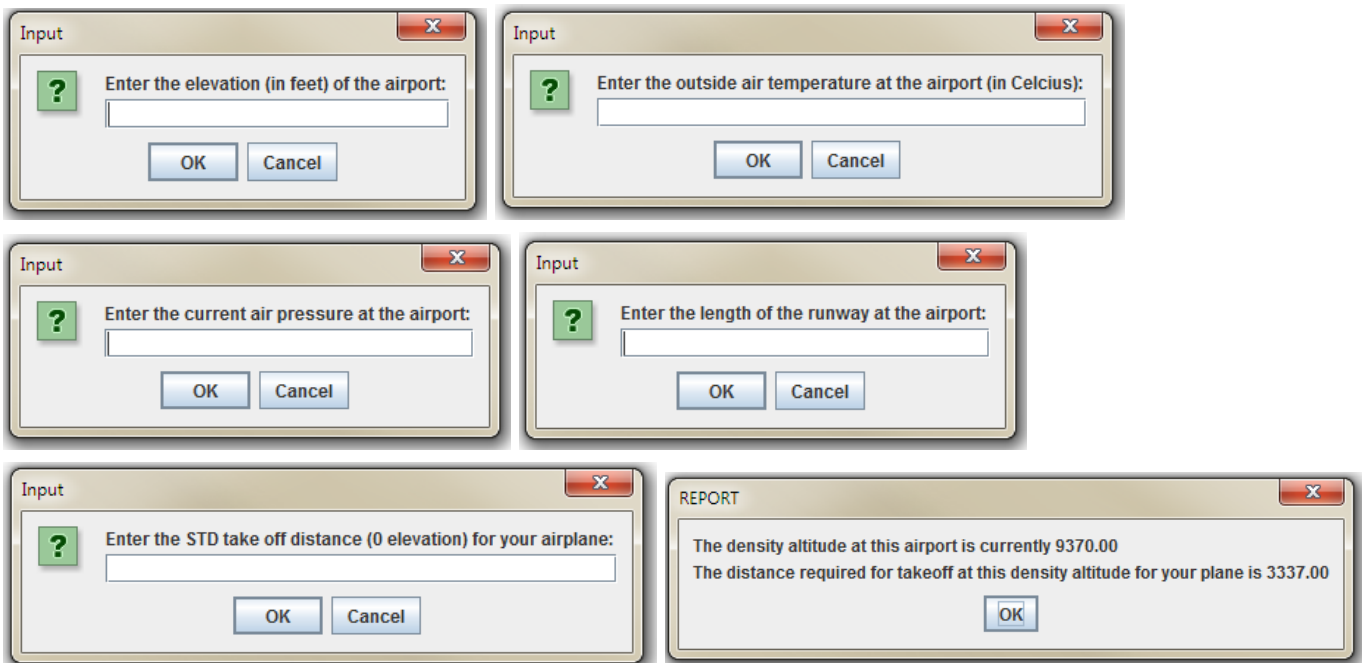 Input
X
?
Enter the elevation (in feet) of the airport:
OK Cancel
Input
X
?
Enter the outside air temperature at the airport (in Celcius):
OK Cancel
Input
X
?
Enter the current air pressure at the airport:
OK Cancel
Input
X
?
Enter the length of the runway at the airport:
OK Cancel
Input
X
?
Enter the STD take off distance (0 elevation) for your airplane:
OK Cancel
REPORT
X
The density altitude at this airport is currently 9370.00
The distance required for takeoff at this density altitude for your plane is 3337.00
OK